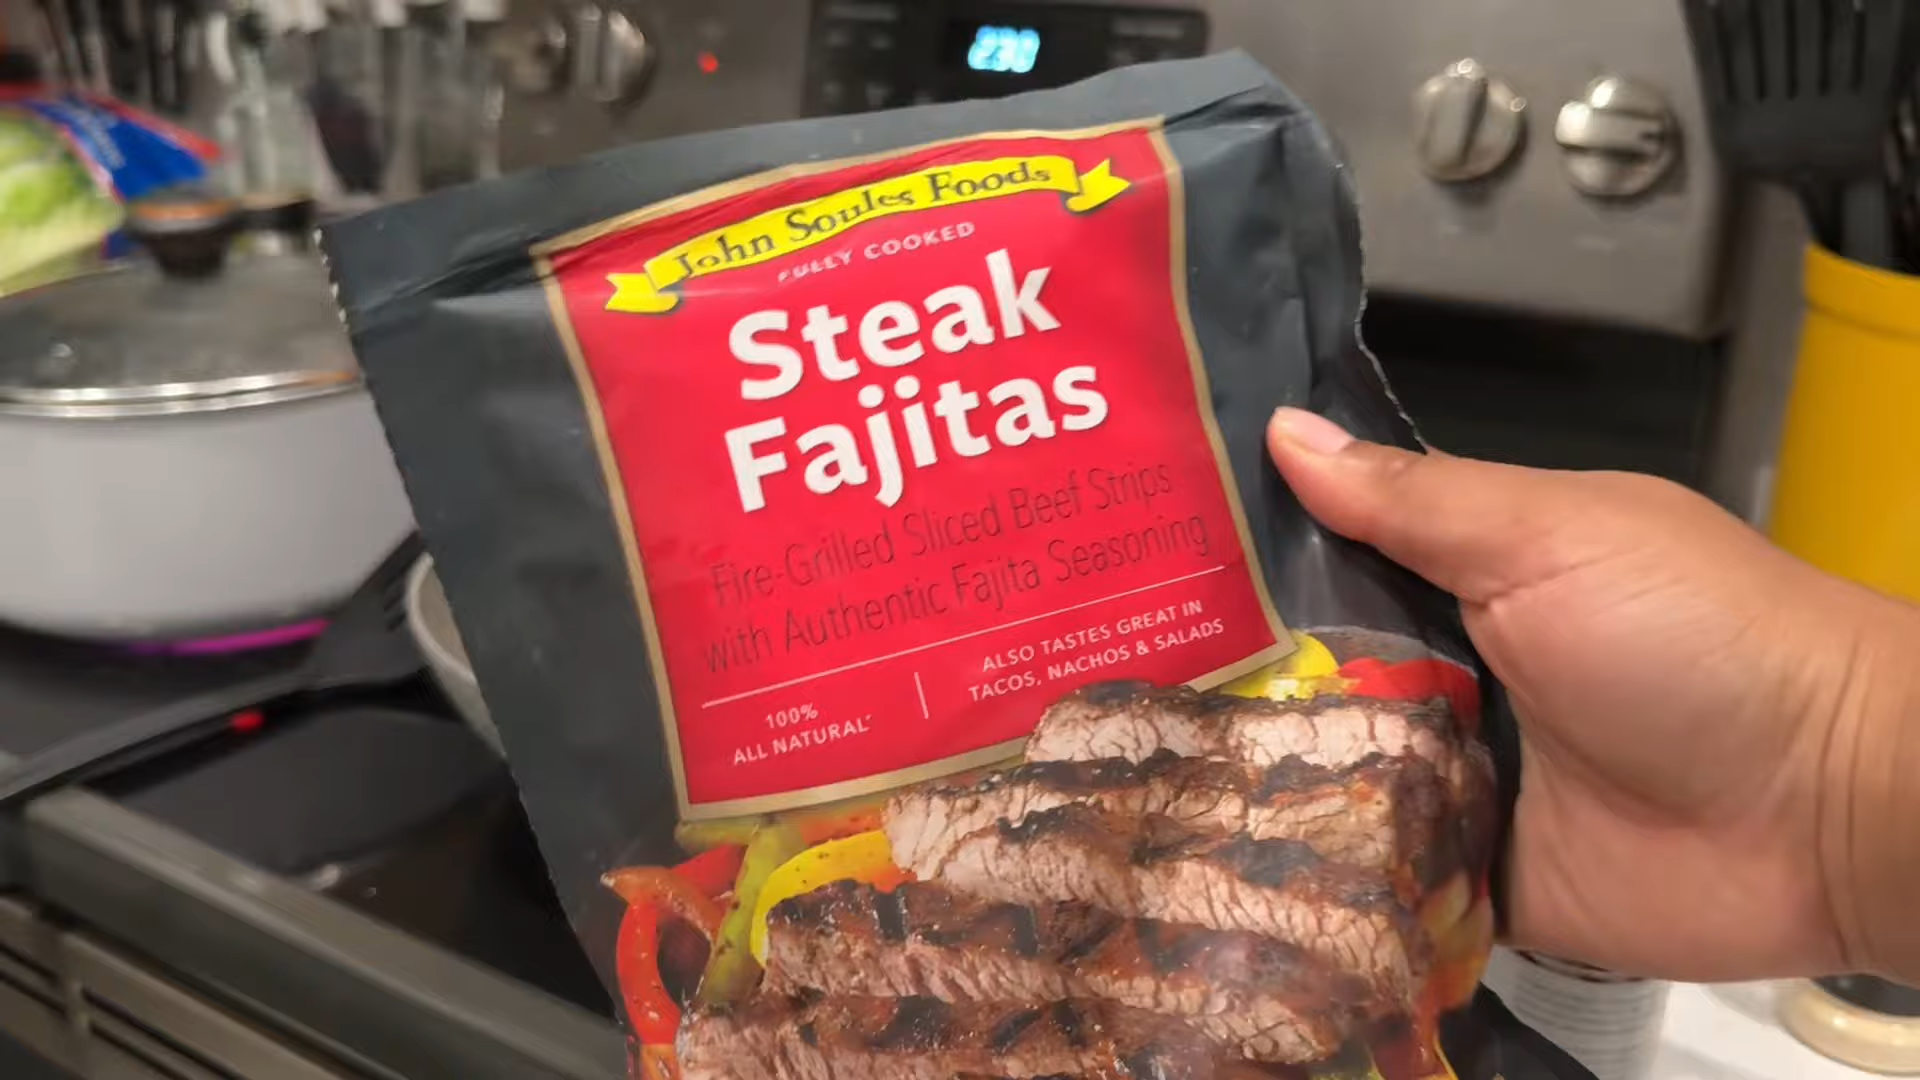 John Soules Foods
FULLY COOKED
Steak
Fajitas
Fire-Grilled Sliced Beef Strips
with Authentic Fajita Seasoning
100%
ALL NATURAL*
ALSO TASTES GREAT IN
TACOS, NACHOS & SALADS